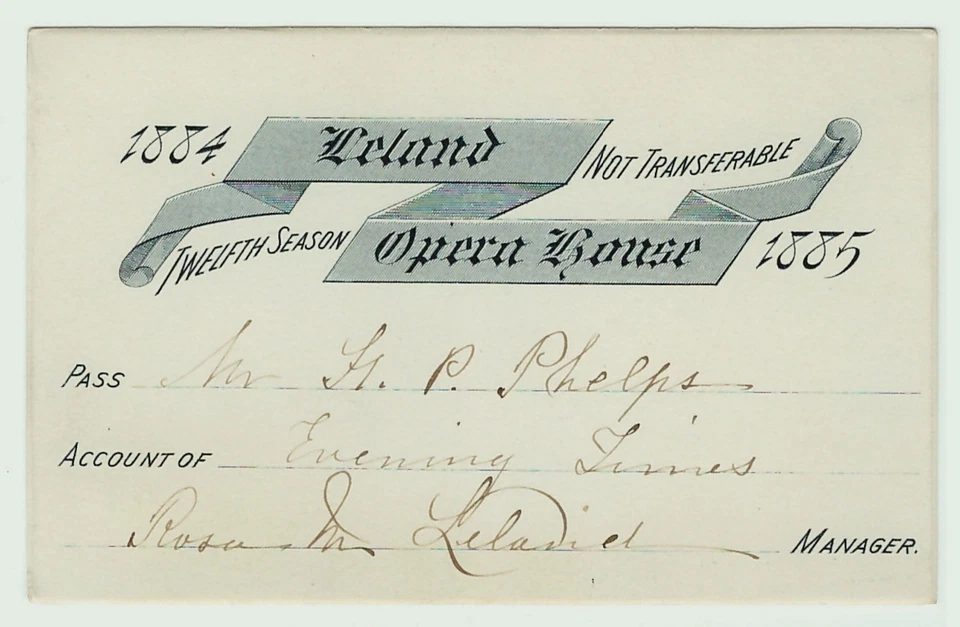 1884 Leland NOT TRANSFERABLE
TWELFTH SEASON Opera House 1885
PASS Mr H. P. Phelps
ACCOUNT OF Evening Times
Rosa M Leland MANAGER.